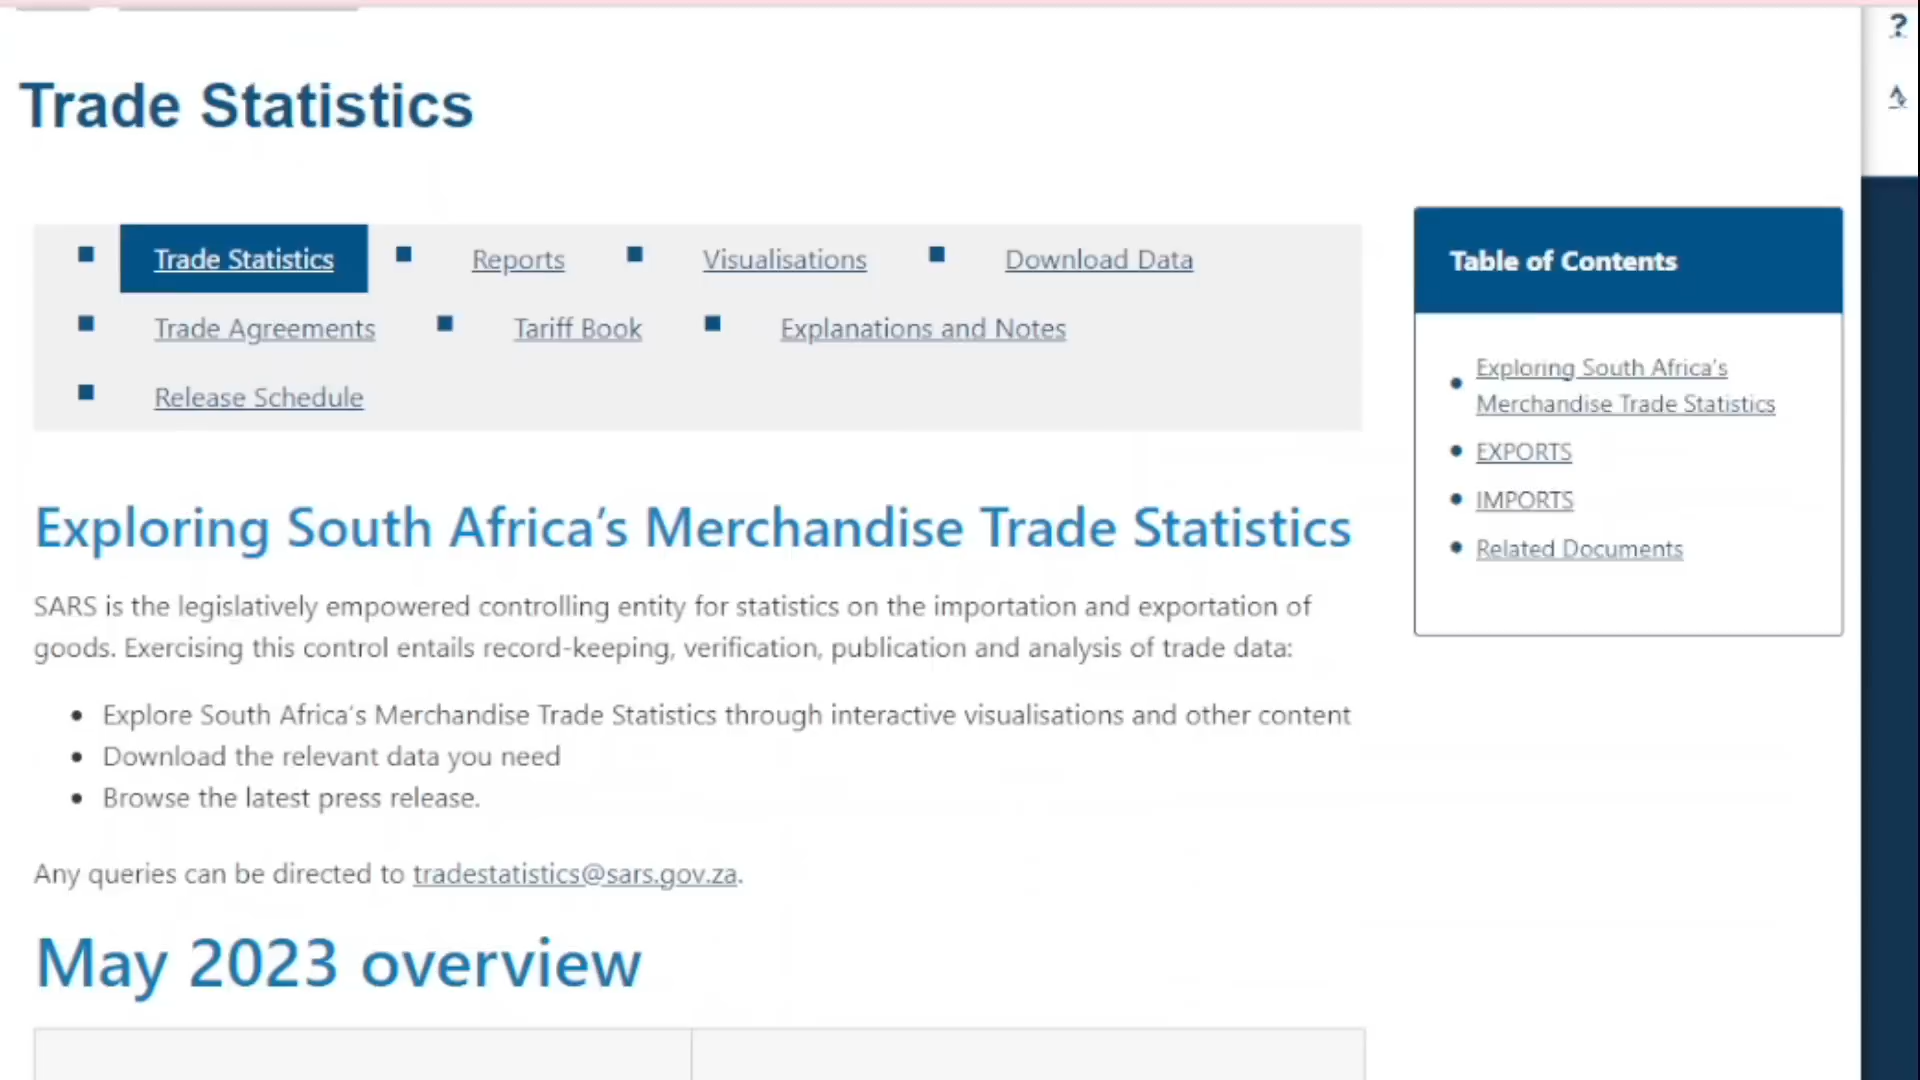 ?
Trade Statistics
Trade Statistics Reports Visualisations Download Data
Trade Agreements Tariff Book Explanations and Notes
Release Schedule
Table of Contents
Exploring South Africa's
Merchandise Trade Statistics
EXPORTS
IMPORTS
Related Documents
Exploring South Africa's Merchandise Trade Statistics
SARS is the legislatively empowered controlling entity for statistics on the importation and exportation of
goods. Exercising this control entails record-keeping, verification, publication and analysis of trade data:
Explore South Africa's Merchandise Trade Statistics through interactive visualisations and other content
Download the relevant data you need
Browse the latest press release.
Any queries can be directed to tradestatistics@sars.gov.za.
May 2023 overview